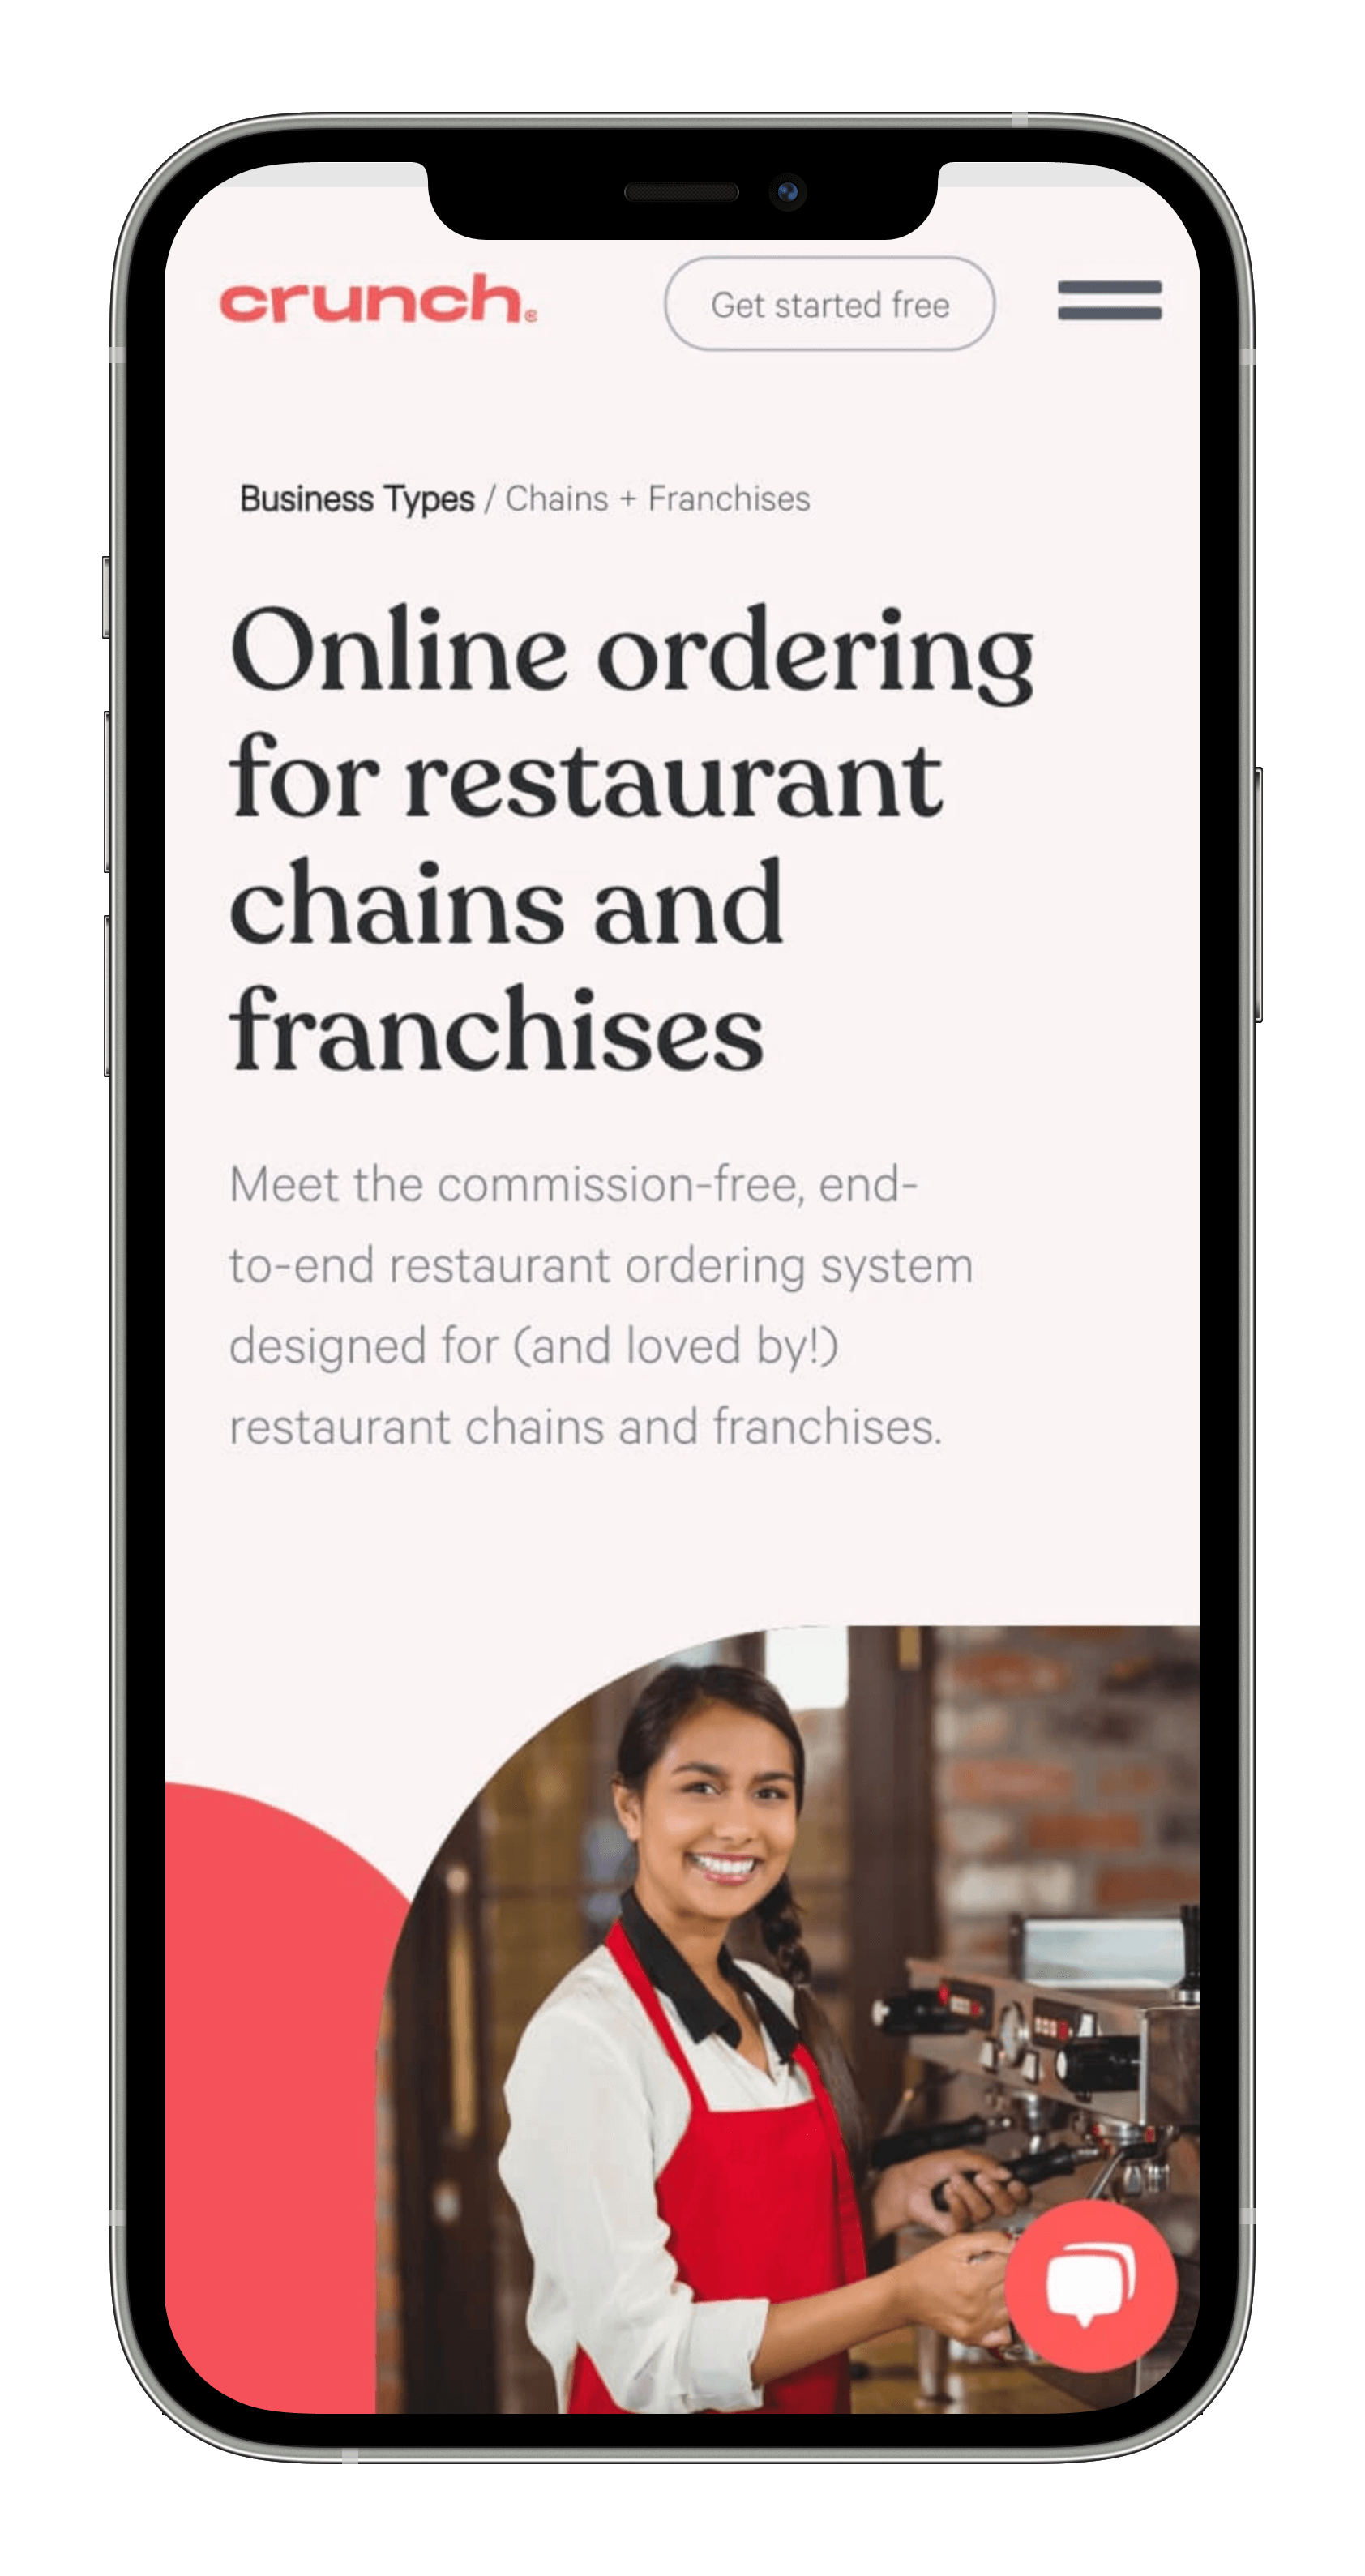 crunch
Get started free
Business Types / Chains + Franchises
Online ordering
for restaurant
chains and
franchises
Meet the commission-free, end-
to-end restaurant ordering system
designed for (and loved by!)
restaurant chains and franchises.